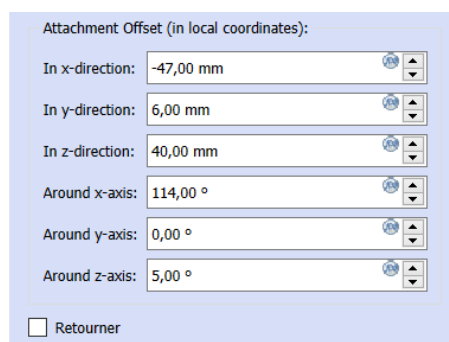 Attachment Offset (in local coordinates):
In x-direction: -47,00 mm
In y-direction: 6,00 mm
In z-direction: 40,00 mm
Around x-axis: 114,00 °
Around y-axis: 0,00 °
Around z-axis: 5,00 °
Retourner